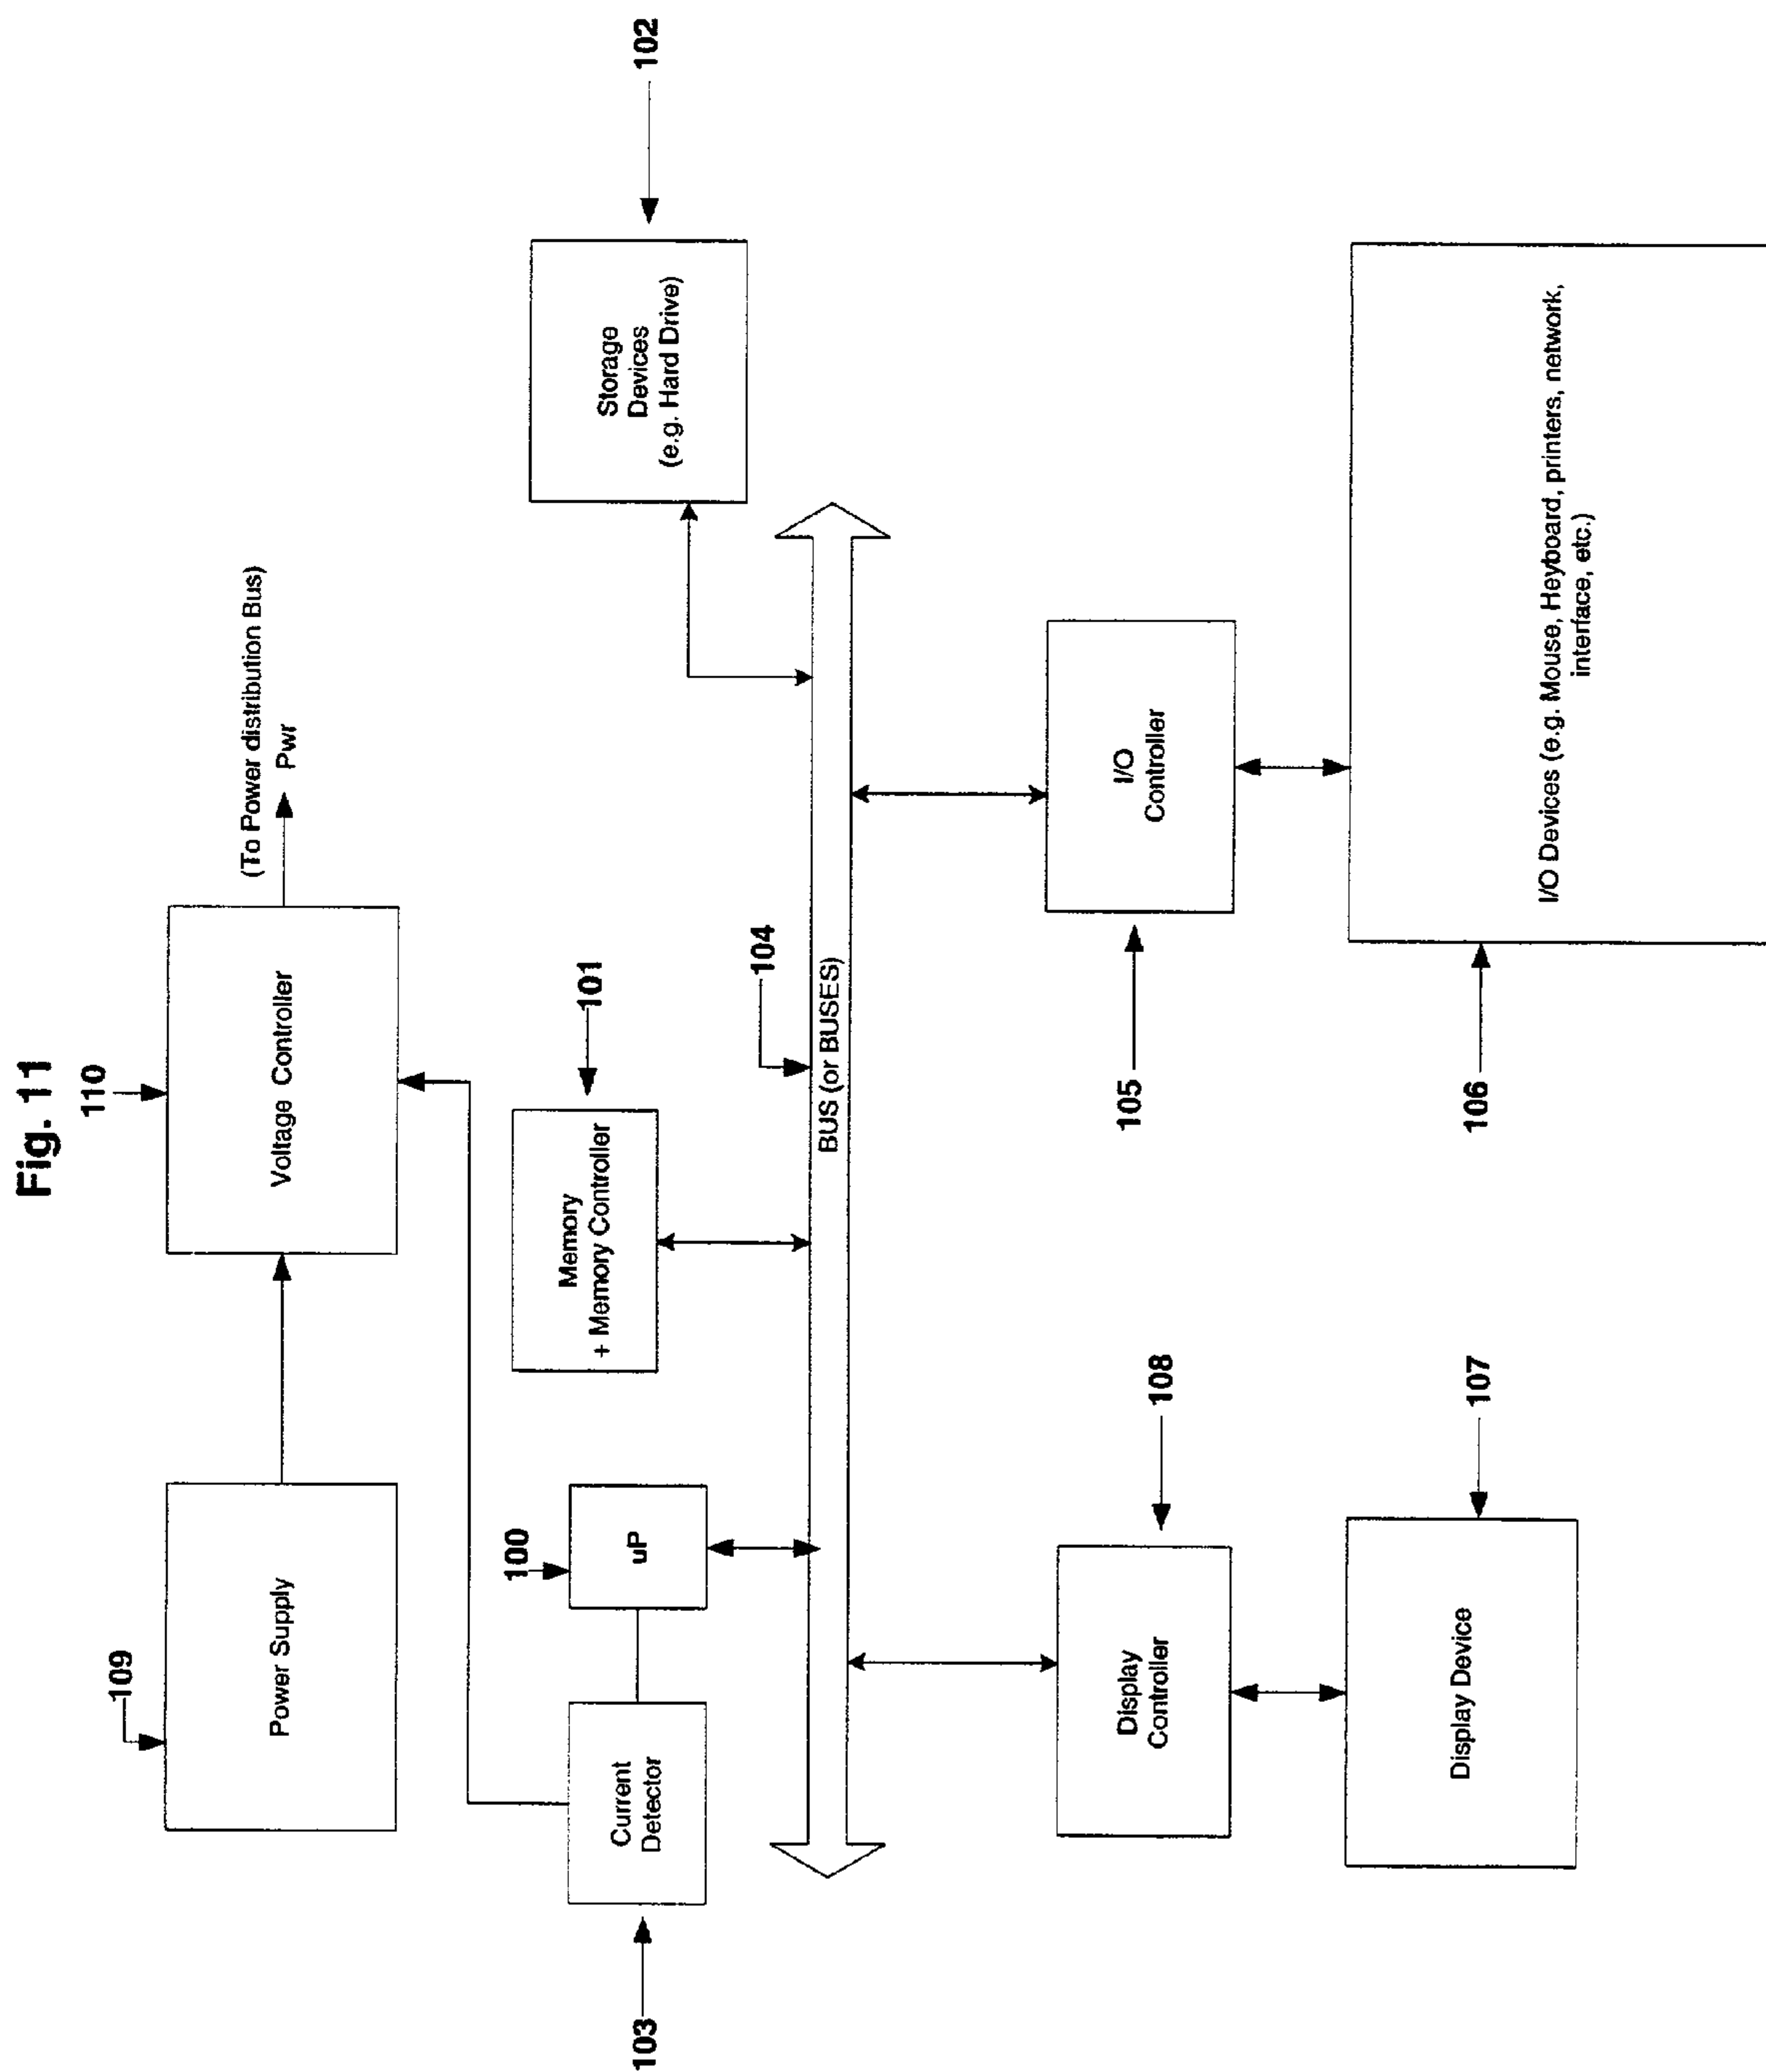 Fig. 11
109
110
Power Supply
Voltage Controller
(To Power distribution Bus)
Pwr
103
Current
Detector
100
uP
101
Memory
+ Memory Controller
102
Storage
Devices
(e.g. Hard Drive)
104
BUS (or BUSES)
108
Display
Controller
105
I/O
Controller
107
Display Device
106
I/O Devices (e.g. Mouse, Heyboard, printers, network,
interface, etc.)